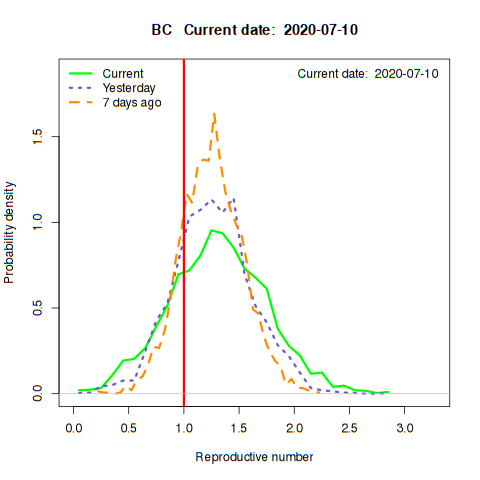 BC   Current date:  2020-07-10
Current
Yesterday
7 days ago
Current date:  2020-07-10
Probability density
0.0
0.5
1.0
1.5
0.0
0.5
1.0
1.5
2.0
2.5
3.0
Reproductive number